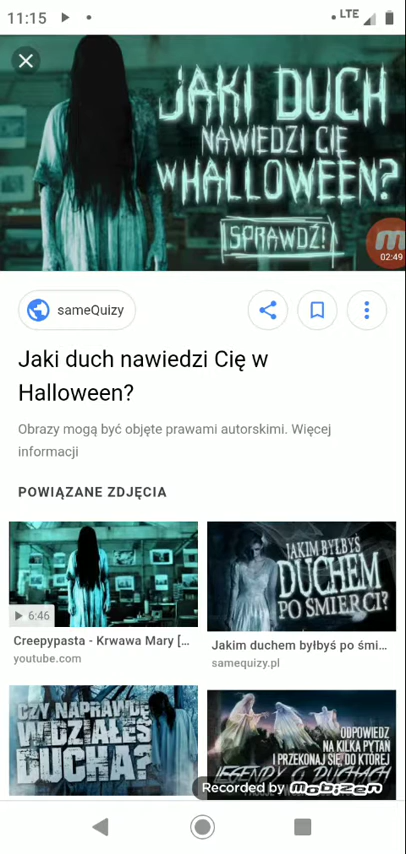 11:15
LTE
JAKI DUCH
NAWIEDZI CIĘ
W HALLOWEEN?
SPRAWDŹ!
02:49
sameQuizy
Jaki duch nawiedzi Cię w
Halloween?
Obrazy mogą być objęte prawami autorskimi. Więcej
informacji
POWIĄZANE ZDJĘCIA
6:46
JAKIM BYŁBYŚ
DUCHEM
PO ŚMIERCI?
Creepypasta - Krwawa Mary [...
youtube.com
Jakim duchem byłbyś po śmi...
samequizy.pl
CZY NAPRAWDĘ
WIDZIAŁEŚ
DUCHA?
ODPOWIEDZ
NA KILKA PYTAŃ
I PRZEKONAJ SIĘ, DO KTÓREJ
LEGENDY O DUCHACH
Recorded by mobizen